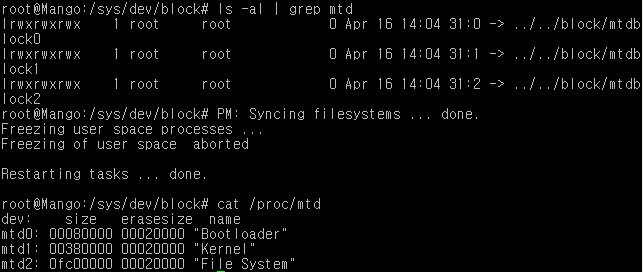 root@Mango:/sys/dev/block# ls -al | grep mtd
lrwxrwxrwx    1 root     root             0 Apr 16 14:04 31:0 -> ../../block/mtdb
lock0
lrwxrwxrwx    1 root     root             0 Apr 16 14:04 31:1 -> ../../block/mtdb
lock1
lrwxrwxrwx    1 root     root             0 Apr 16 14:04 31:2 -> ../../block/mtdb
lock2
root@Mango:/sys/dev/block# PM: Syncing filesystems ... done.
Freezing user space processes ...
Freezing of user space  aborted
Restarting tasks ... done.
root@Mango:/sys/dev/block# cat /proc/mtd
dev:    size   erasesize  name
mtd0: 00080000 00020000 "Bootloader"
mtd1: 00380000 00020000 "Kernel"
mtd2: 0fc00000 00020000 "File System"